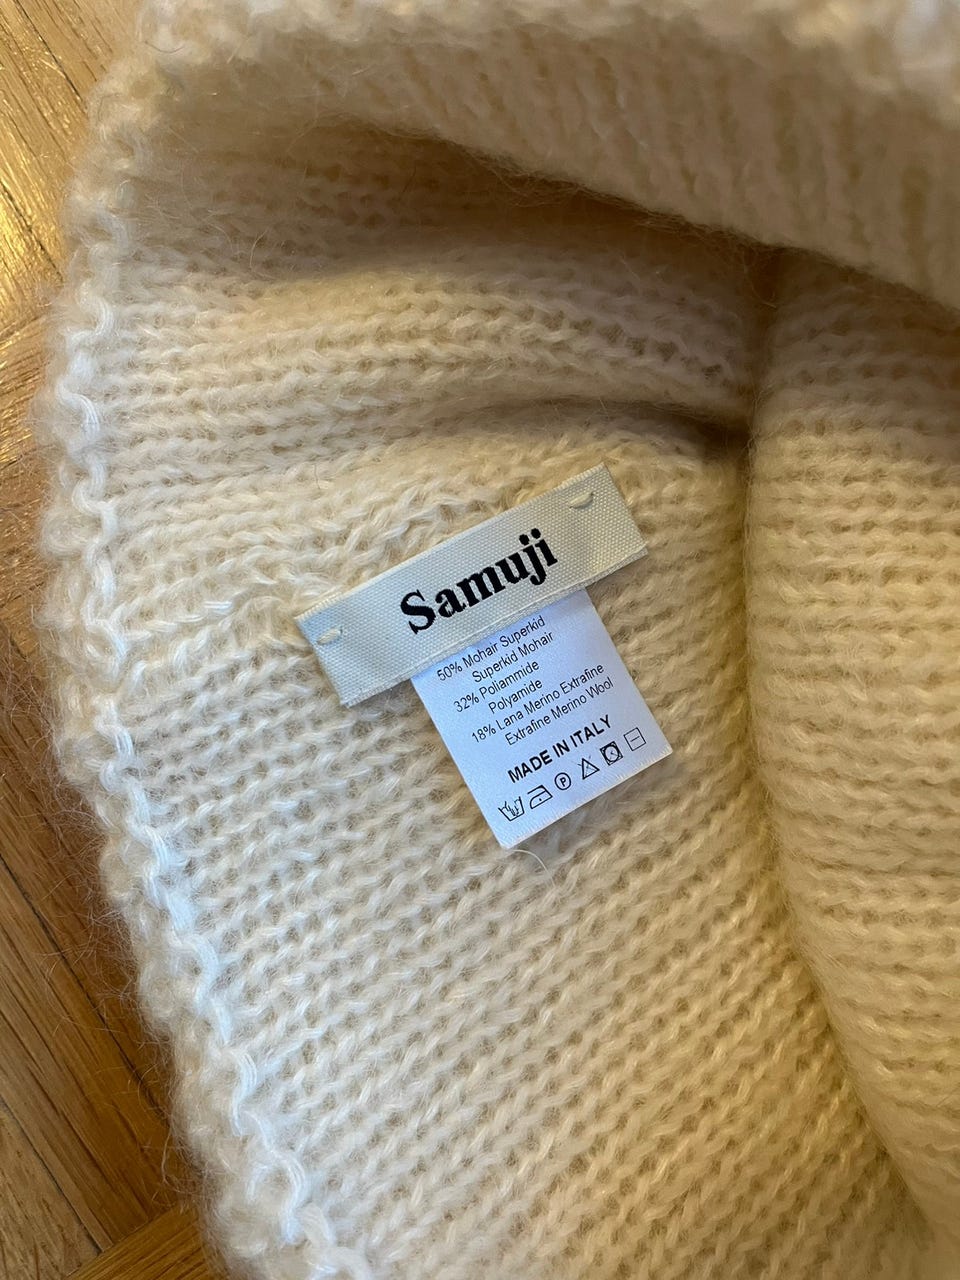 Samuji
50% Mohair Superkid
Superkid Mohair
32% Poliammide
Polyamide
18% Lana Merino Extrafine
Extrafine Merino Wool
MADE IN ITALY
P